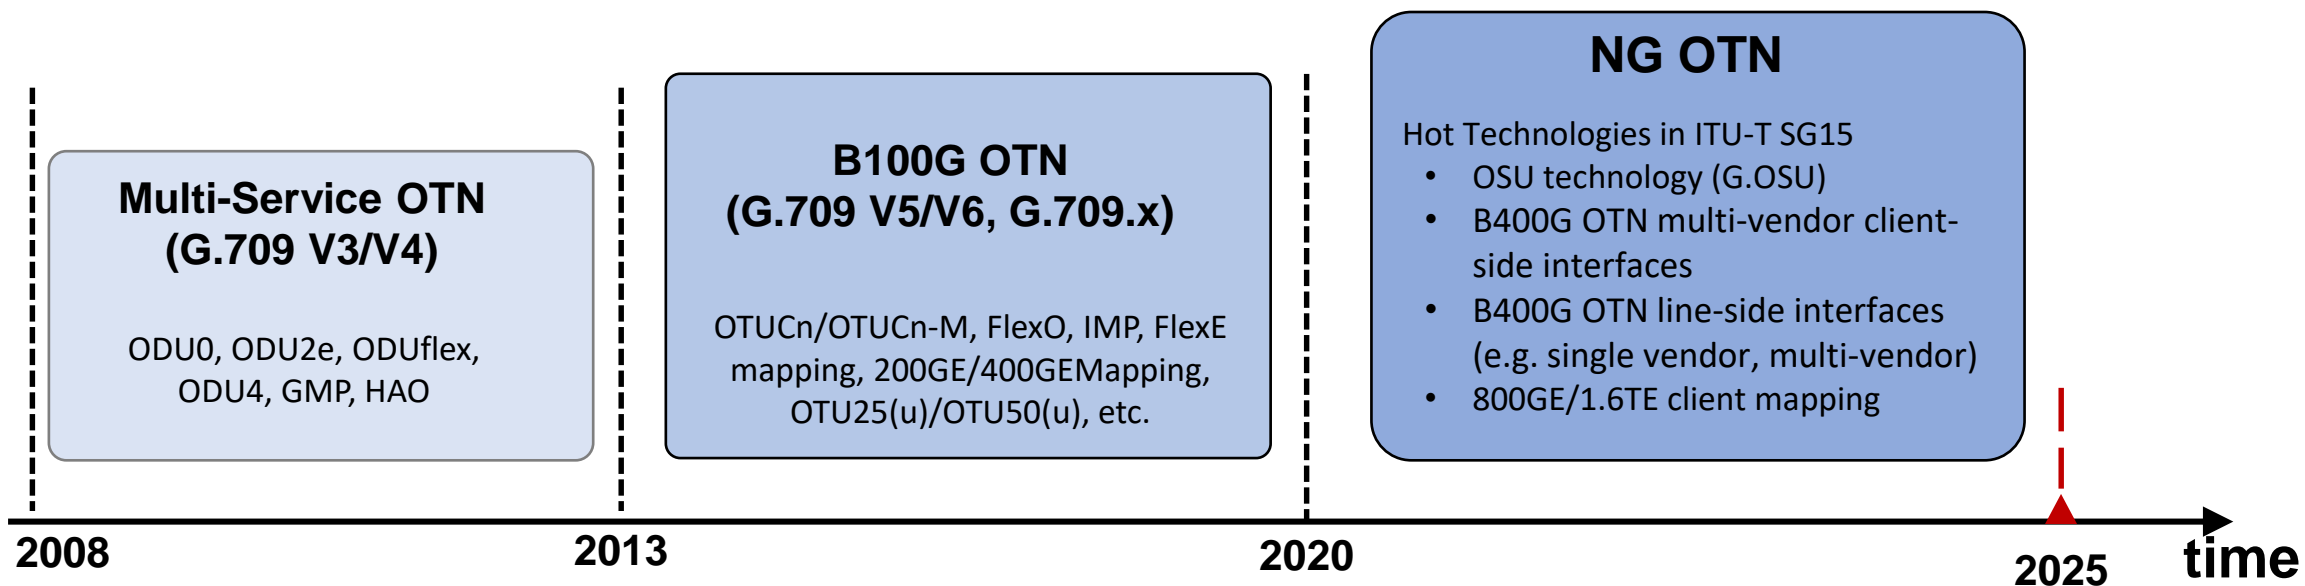 Multi-Service OTN
(G.709 V3/V4)
ODU0, ODU2e, ODUflex,
ODU4, GMP, HAO
B100G OTN
(G.709 V5/V6, G.709.x)
OTUCn/OTUCn-M, FlexO, IMP, FlexE
mapping, 200GE/400GEMapping,
OTU25(u)/OTU50(u), etc.
NG OTN
Hot Technologies in ITU-T SG15
• OSU technology (G.OSU)
• B400G OTN multi-vendor client-
side interfaces
• B400G OTN line-side interfaces
(e.g. single vendor, multi-vendor)
• 800GE/1.6TE client mapping
2008
2013
2020
2025
time